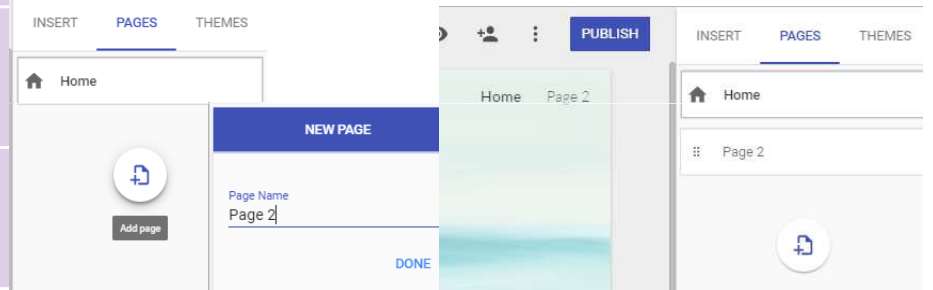 INSERT PAGES THEMES
Home
Add page
NEW PAGE
Page Name
Page 2
DONE
PUBLISH
Home Page 2
INSERT PAGES THEMES
Home
Page 2